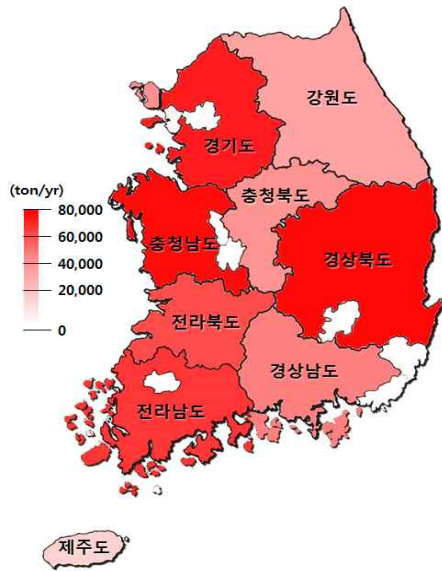 강원도
경기도
(ton/yr)
80,000
60,000
40,000
20,000
0
충청북도
충청남도
경상북도
전라북도
경상남도
전라남도
제주도